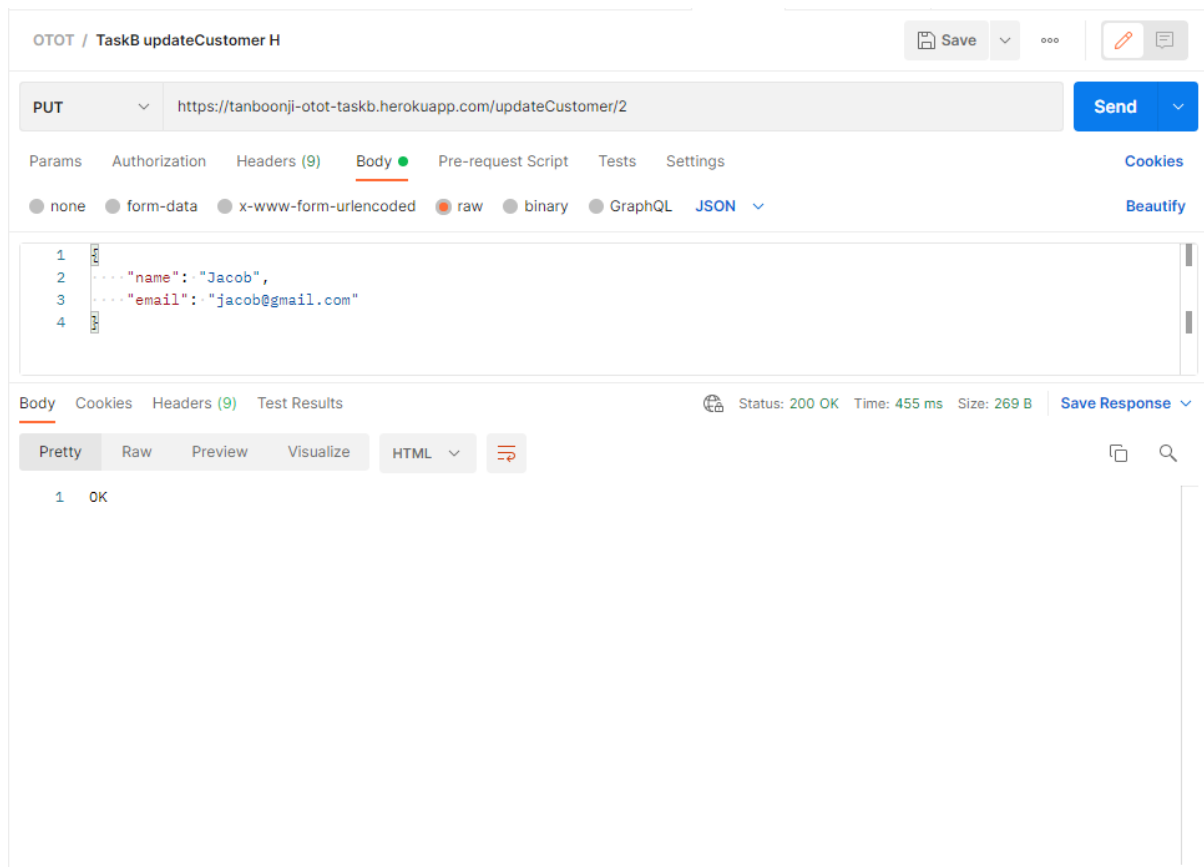 OTOT / TaskB updateCustomer H Save ooo
PUT https://tanboonji-otot-taskb.herokuapp.com/updateCustomer/2 Send
Params Authorization Headers (9) Body Pre-request Script Tests Settings Cookies
none form-data x-www-form-urlencoded raw binary GraphQL JSON Beautify
1 {
2 ····"name":·"Jacob",
3 ····"email":·"jacob@gmail.com"
4 }
Body Cookies Headers (9) Test Results Status: 200 OK Time: 455 ms Size: 269 B Save Response
Pretty Raw Preview Visualize HTML
1 OK